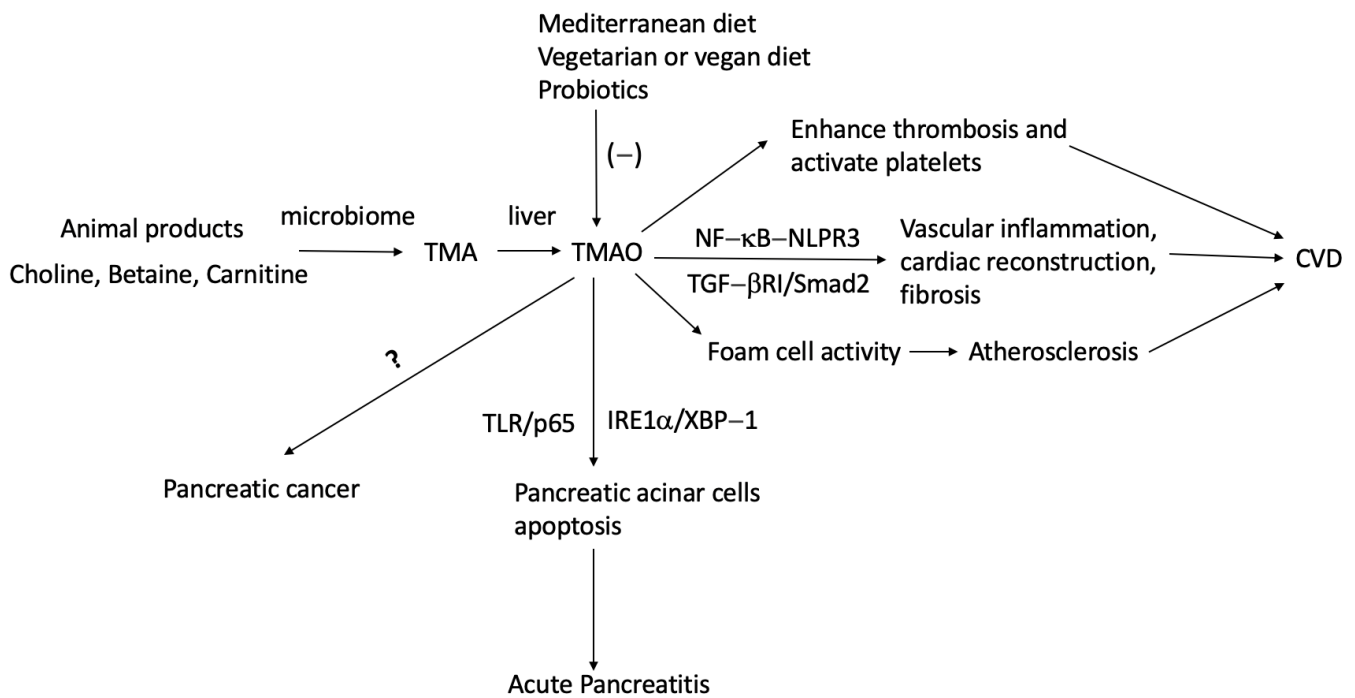 Mediterranean diet
Vegetarian or vegan diet
Probiotics
(−)
Enhance thrombosis and
activate platelets
Animal products
Choline, Betaine, Carnitine
microbiome
TMA
liver
TMAO
NF−κB−NLPR3
TGF−βRI/Smad2
Vascular inflammation,
cardiac reconstruction,
fibrosis
CVD
Foam cell activity
Atherosclerosis
?
TLR/p65
IRE1α/XBP−1
Pancreatic cancer
Pancreatic acinar cells
apoptosis
Acute Pancreatitis